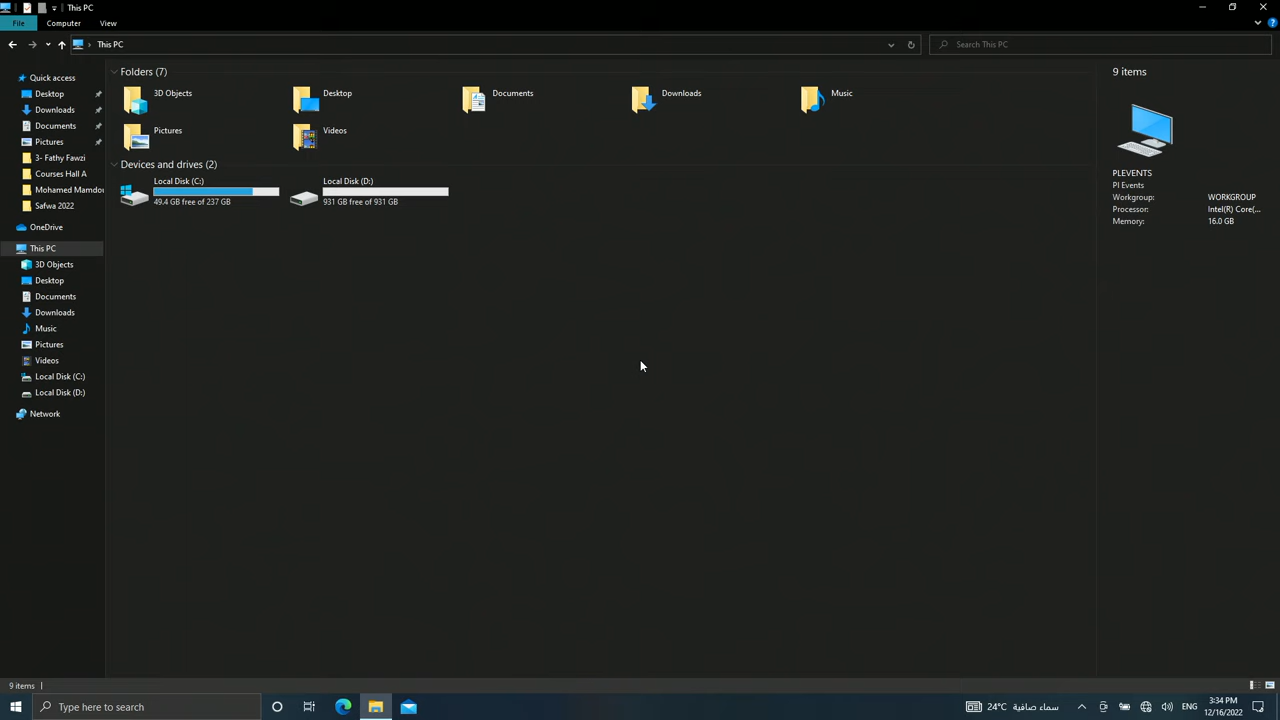 This PC
File
Computer
View
This PC
Search This PC
Quick access
Desktop
Downloads
Documents
Pictures
3- Fathy Fawzi
Courses Hall A
Mohamed Mamdou
Safwa 2022
OneDrive
This PC
3D Objects
Desktop
Documents
Downloads
Music
Pictures
Videos
Local Disk (C:)
Local Disk (D:)
Network
Folders (7)
3D Objects
Desktop
Documents
Downloads
Music
Pictures
Videos
Devices and drives (2)
Local Disk (C:)
49.4 GB free of 237 GB
Local Disk (D:)
931 GB free of 931 GB
9 items
PLEVENTS
Pl Events
Workgroup: WORKGROUP
Processor: Intel(R) Core(...
Memory: 16.0 GB
9 items
Type here to search
24°C سماء صافية
ENG
3:34 PM
12/16/2022